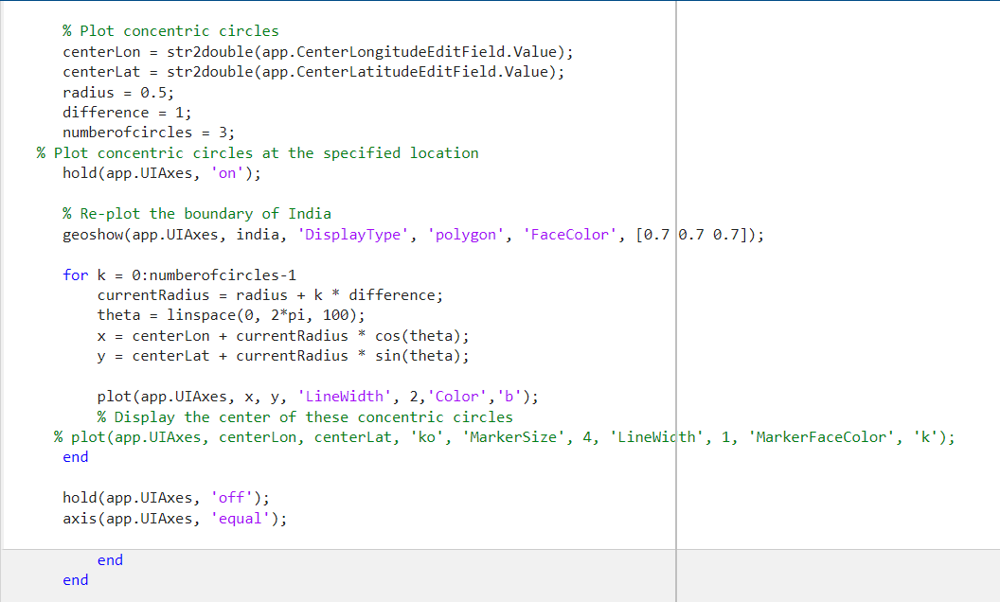 % Plot concentric circles
centerLon = str2double(app.CenterLongitudeEditField.Value);
centerLat = str2double(app.CenterLatitudeEditField.Value);
radius = 0.5;
difference = 1;
numberofcircles = 3;
% Plot concentric circles at the specified location
hold(app.UIAxes, 'on');
% Re-plot the boundary of India
geoshow(app.UIAxes, india, 'DisplayType', 'polygon', 'FaceColor', [0.7 0.7 0.7]);
for k = 0:numberofcircles-1
currentRadius = radius + k * difference;
theta = linspace(0, 2*pi, 100);
x = centerLon + currentRadius * cos(theta);
y = centerLat + currentRadius * sin(theta);
plot(app.UIAxes, x, y, 'LineWidth', 2,'Color','b');
% Display the center of these concentric circles
% plot(app.UIAxes, centerLon, centerLat, 'ko', 'MarkerSize', 4, 'LineWidth', 1, 'MarkerFaceColor', 'k');
end
hold(app.UIAxes, 'off');
axis(app.UIAxes, 'equal');
end
end